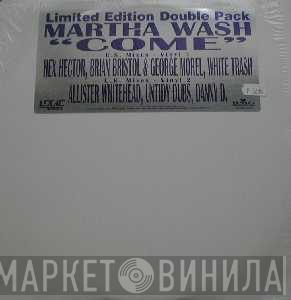 Limited Edition Double Pack
MARTHA WASH
"COME"
U.S. Mixes - Vinyl 1
HEX HECTOR, BRIAN BRISTOL & GEORGE MOREL, WHITE TRASH
U.K. Mixes - Vinyl 2
ALLISTER WHITEHEAD, UNTIDY DUBS, DANNY D.
МАРКЕТ ВИНИЛА